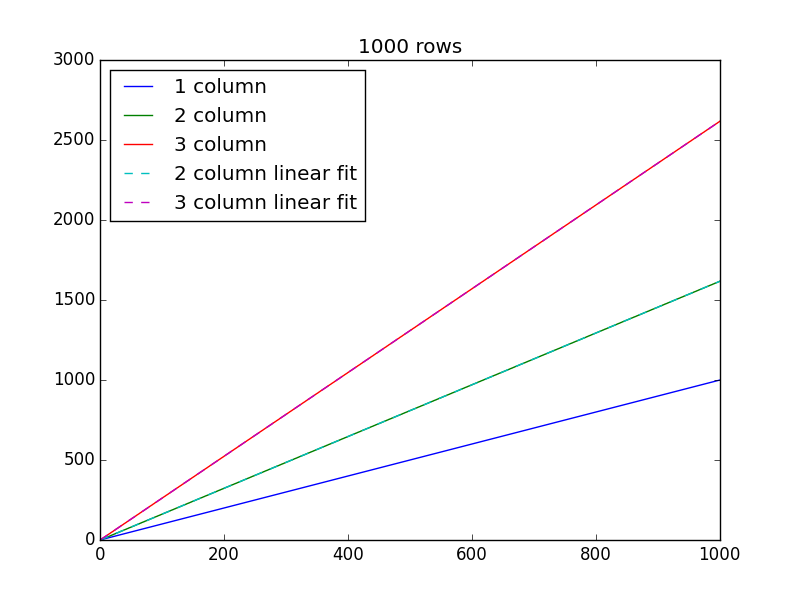 1000 rows
3000
2500
2000
1500
1000
500
0
1 column
2 column
3 column
2 column linear fit
3 column linear fit
0 200 400 600 800 1000